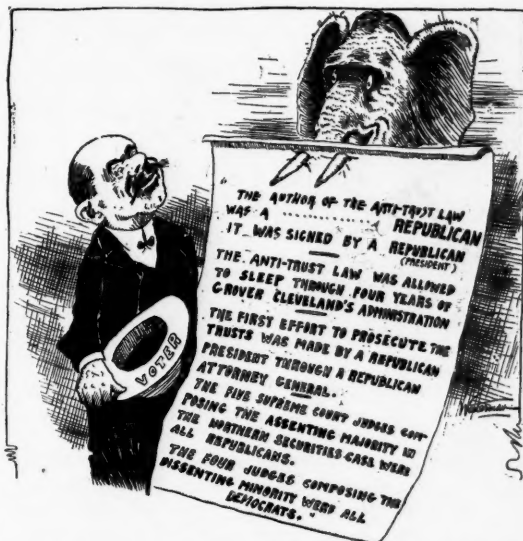 "THE AUTHOR OF THE ANTI-TRUST LAW
WAS A ............... REPUBLICAN
IT WAS SIGNED BY A REPUBLICAN
(PRESIDENT)
THE ANTI-TRUST LAW WAS ALLOWED
TO SLEEP THROUGH FOUR YEARS OF
GROVER CLEVELAND'S ADMINISTRATION
THE FIRST EFFORT TO PROSECUTE THE
TRUSTS WAS MADE BY A REPUBLICAN
PRESIDENT THROUGH A REPUBLICAN
ATTORNEY GENERAL.
THE FIVE SUPREME COURT JUDGES COM-
POSING THE ASSENTING MAJORITY IN
THE NORTHERN SECURITIES CASE WERE
ALL REPUBLICANS.
THE FOUR JUDGES COMPOSING THE
DISSENTING MINORITY WERE ALL
DEMOCRATS."
VOTER